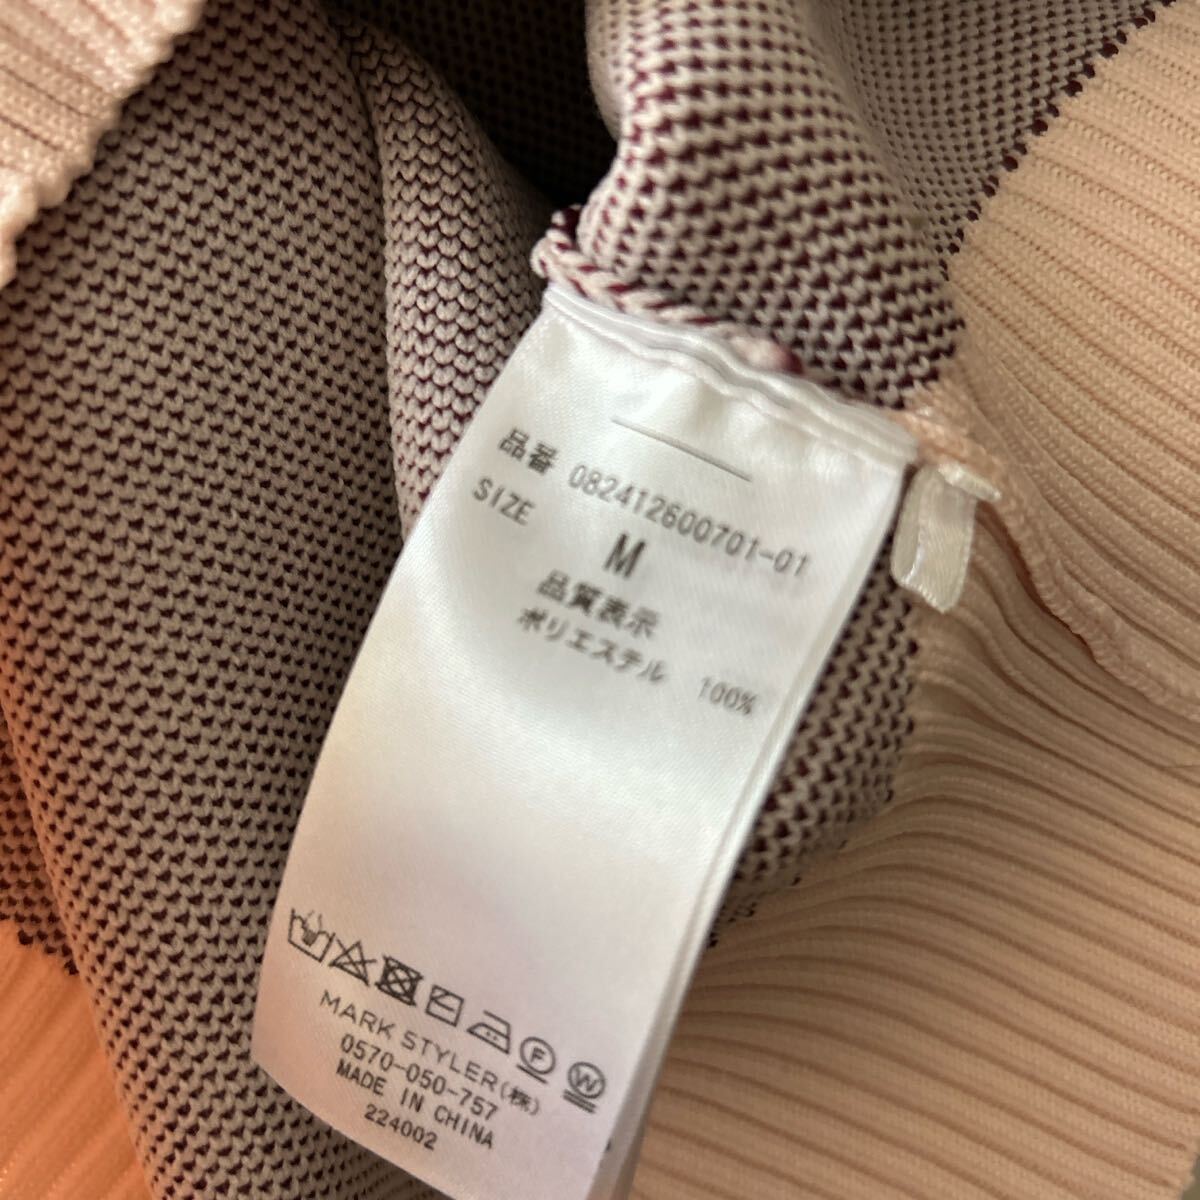 品番 082412600701-01
SIZE M
品質表示
ポリエステル 100%
F W
MARK STYLER(株)
0570-050-757
MADE IN CHINA
224002